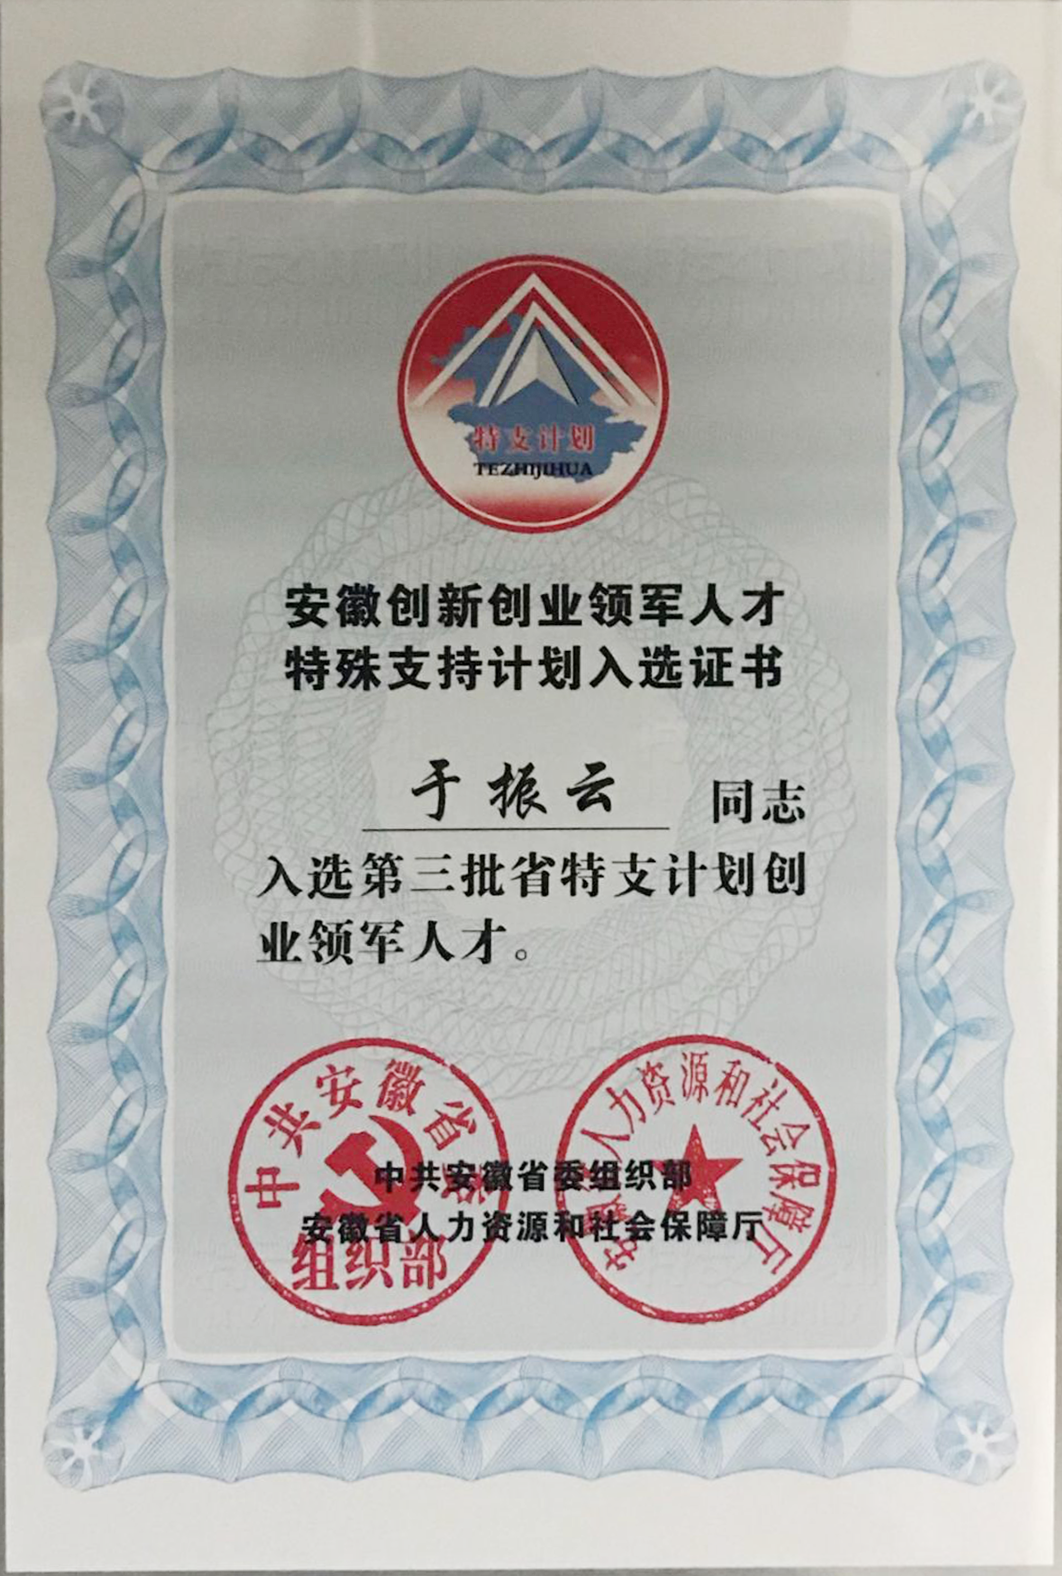 特支计划
TEZHIJIHUA
安徽创新创业领军人才
特殊支持计划入选证书
于振云 同志
入选第三批省特支计划创
业领军人才。
中共安徽省委
组织部
安徽省人力资源和社会保障厅
中共安徽省委组织部
安徽省人力资源和社会保障厅